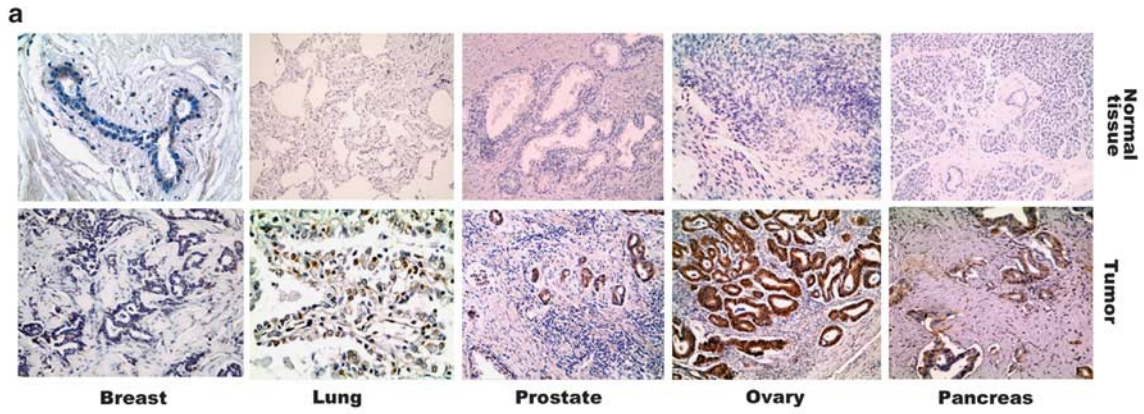 a
Normal
tissue
Tumor
Breast
Lung
Prostate
Ovary
Pancreas